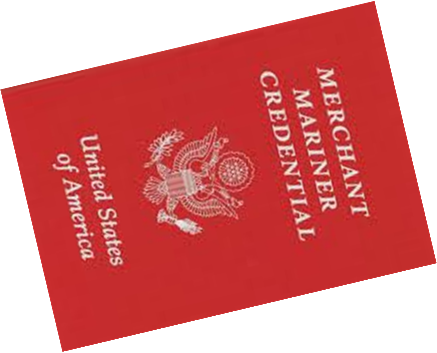 MERCHANT
MARINER
CREDENTIAL
United States
of America